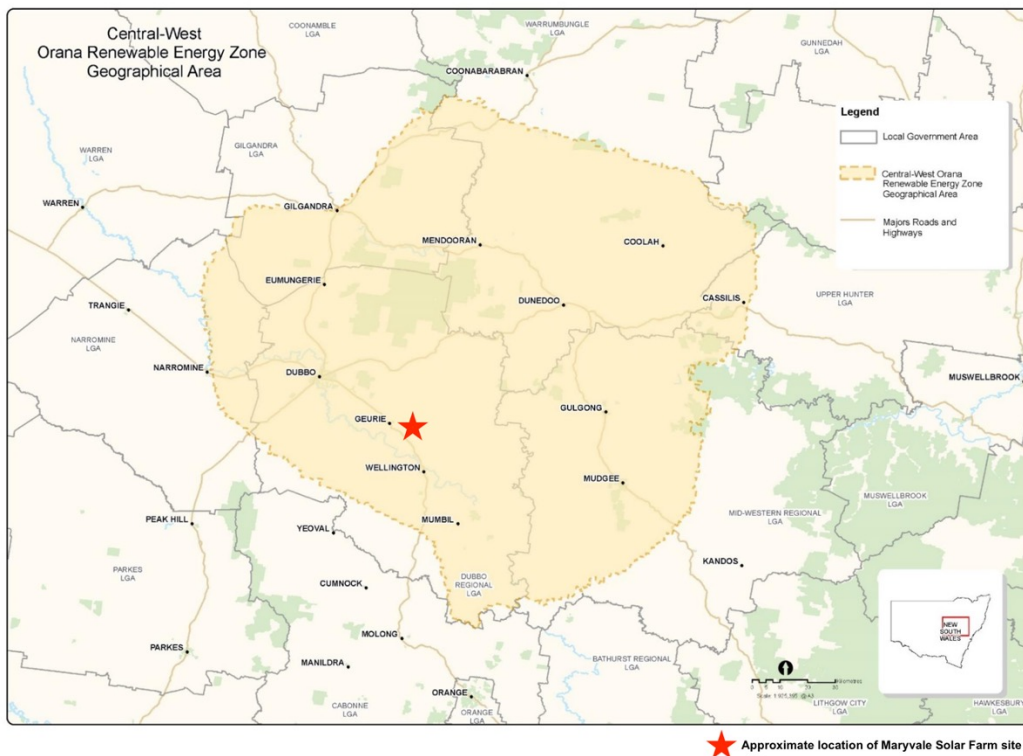 Central-West
Orana Renewable Energy Zone
Geographical Area
COONAMBLE
LGA
WARRUMBUNGLE
LGA
GUNNEDAH
LGA
COONABARABRAN
Legend
Local Government Area
Central-West Orana
Renewable Energy Zone
Geographical Area
Majors Roads and
Highways
WARREN
LGA
GILGANDRA
LGA
WARREN
GILGANDRA
MENDOORAN
COOLAH
EUMUNGERIE
TRANGIE
DUNEDOO
CASSILIS
UPPER HUNTER
LGA
NARROMINE
LGA
NARROMINE
DUBBO
MUSWELLBROOK
GEURIE
GULGONG
WELLINGTON
MUDGEE
MUSWELLBROOK
LGA
PEAK HILL
YEOVAL
MUMBIL
MID-WESTERN REGIONAL
LGA
PARKES
LGA
CUMNOCK
DUBBO
REGIONAL
LGA
KANDOS
NEW
SOUTH
WALES
MOLONG
PARKES
MANILDRA
BATHURST REGIONAL
LGA
ORANGE
CABONNE
LGA
ORANGE
LGA
LITHGOW CITY
LGA
HAWKESBURY
LGA
Approximate location of Maryvale Solar Farm site